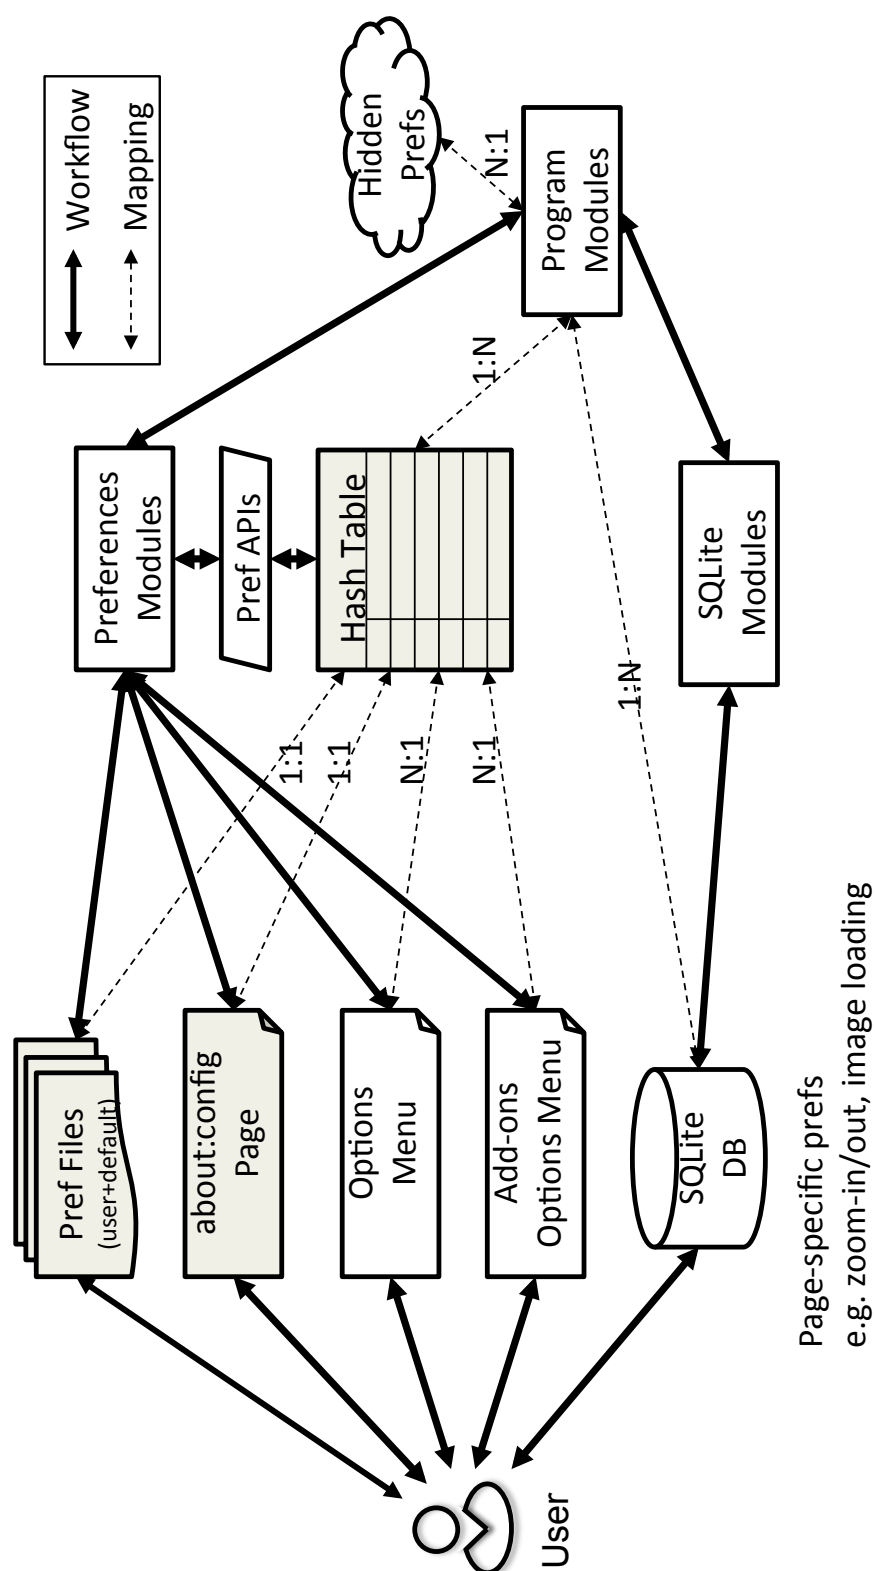 Workflow
Mapping
Pref Files
(user+default)
about:config
Page
Options
Menu
Add-ons
Options Menu
User
SQLite
DB
Page-specific prefs
e.g. zoom-in/out, image loading
1:1
1:1
N:1
N:1
1:N
Preferences
Modules
Pref APIs
Hash Table
SQLite
Modules
1:N
N:1
Hidden
Prefs
Program
Modules